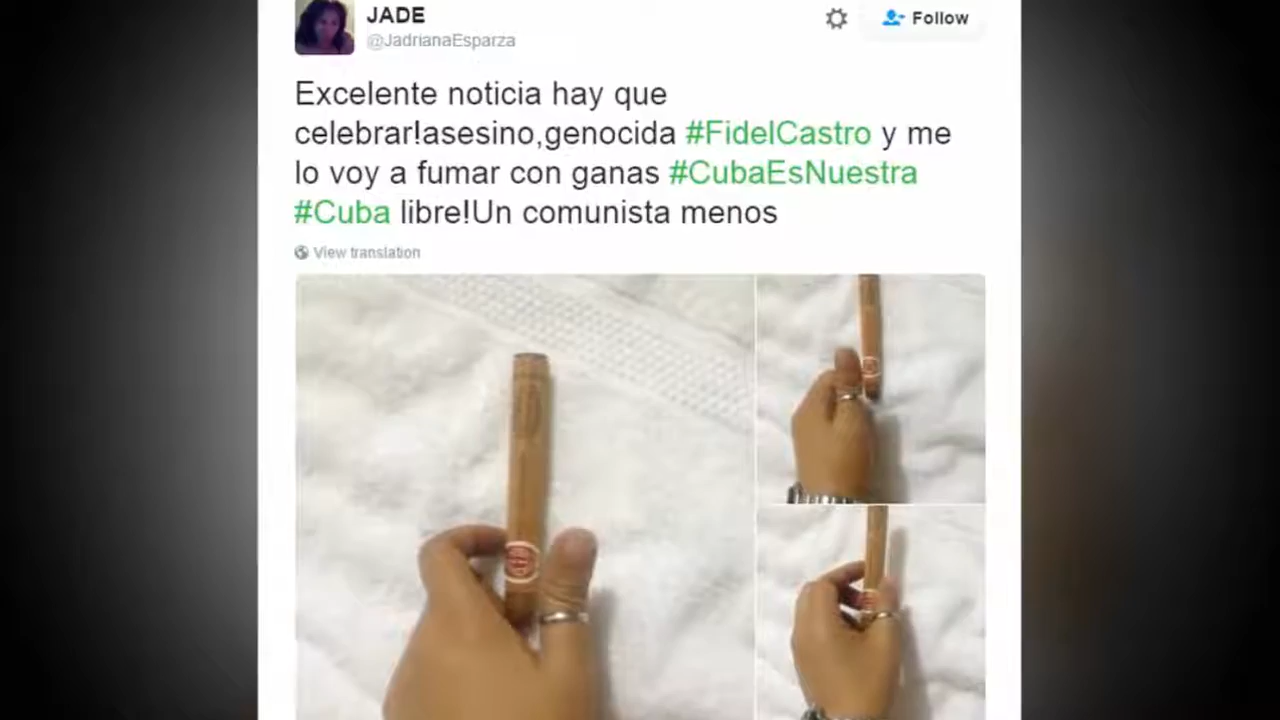 JADE
@JadrianaEsparza
Follow
Excelente noticia hay que
celebrar!asesino,genocida #FidelCastro y me
lo voy a fumar con ganas #CubaEsNuestra
#Cuba libre!Un comunista menos
View translation